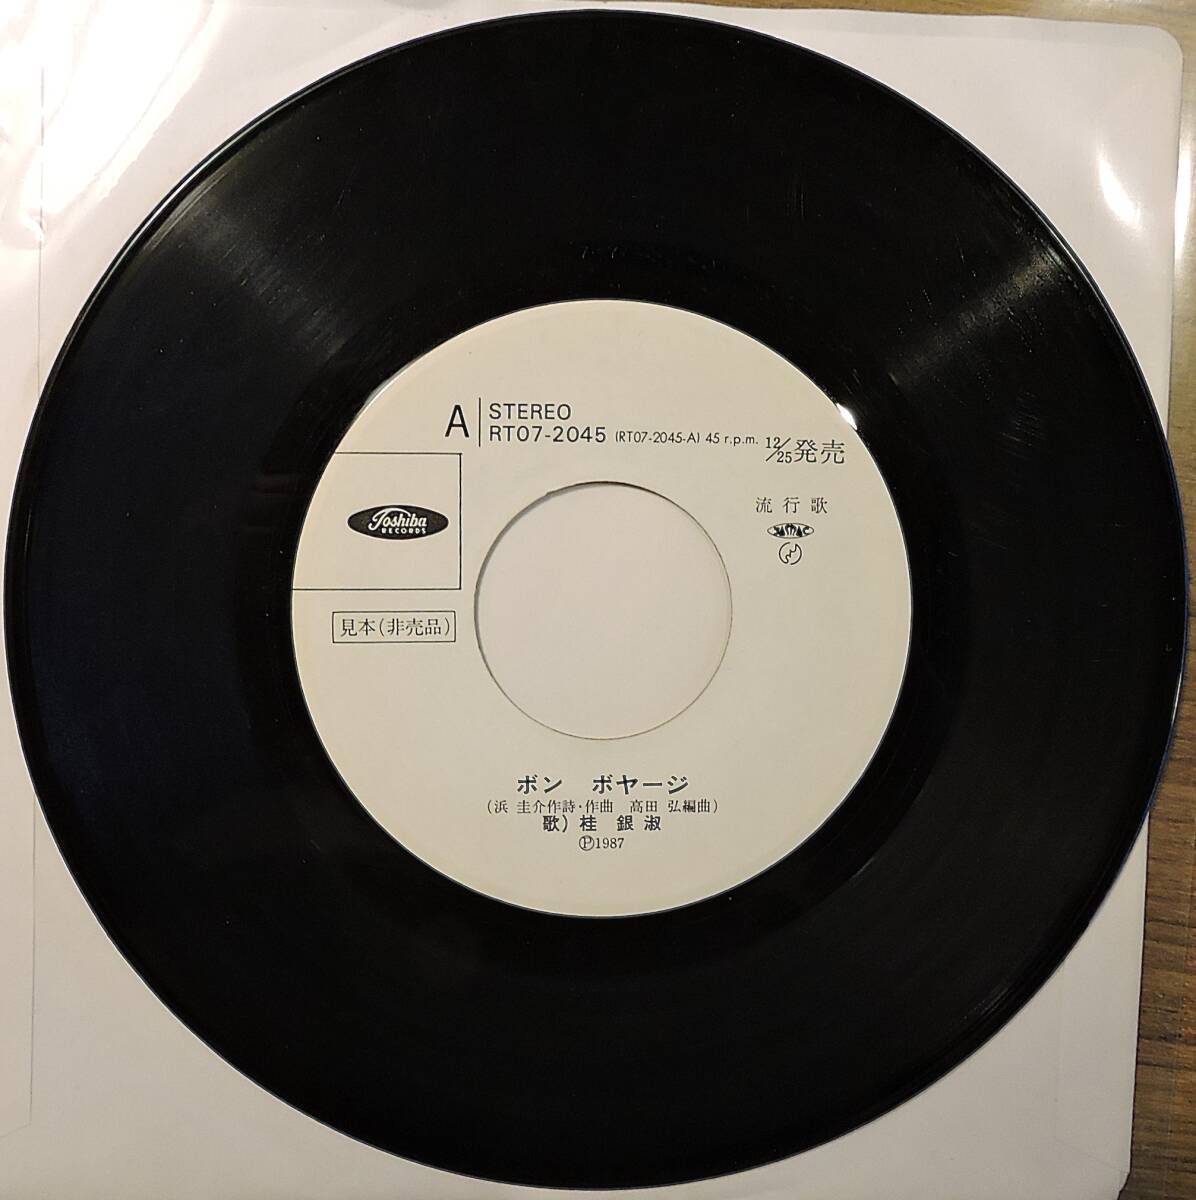 A
STEREO
RT07-2045 (RT07-2045-A) 45 r.p.m. 12/25発売
流行歌
Toshiba
RECORDS
見本(非売品)
ボン ボヤージ
(浜 圭介作詩・作曲 高田 弘編曲)
歌) 桂 銀 淑
Ⓟ1987